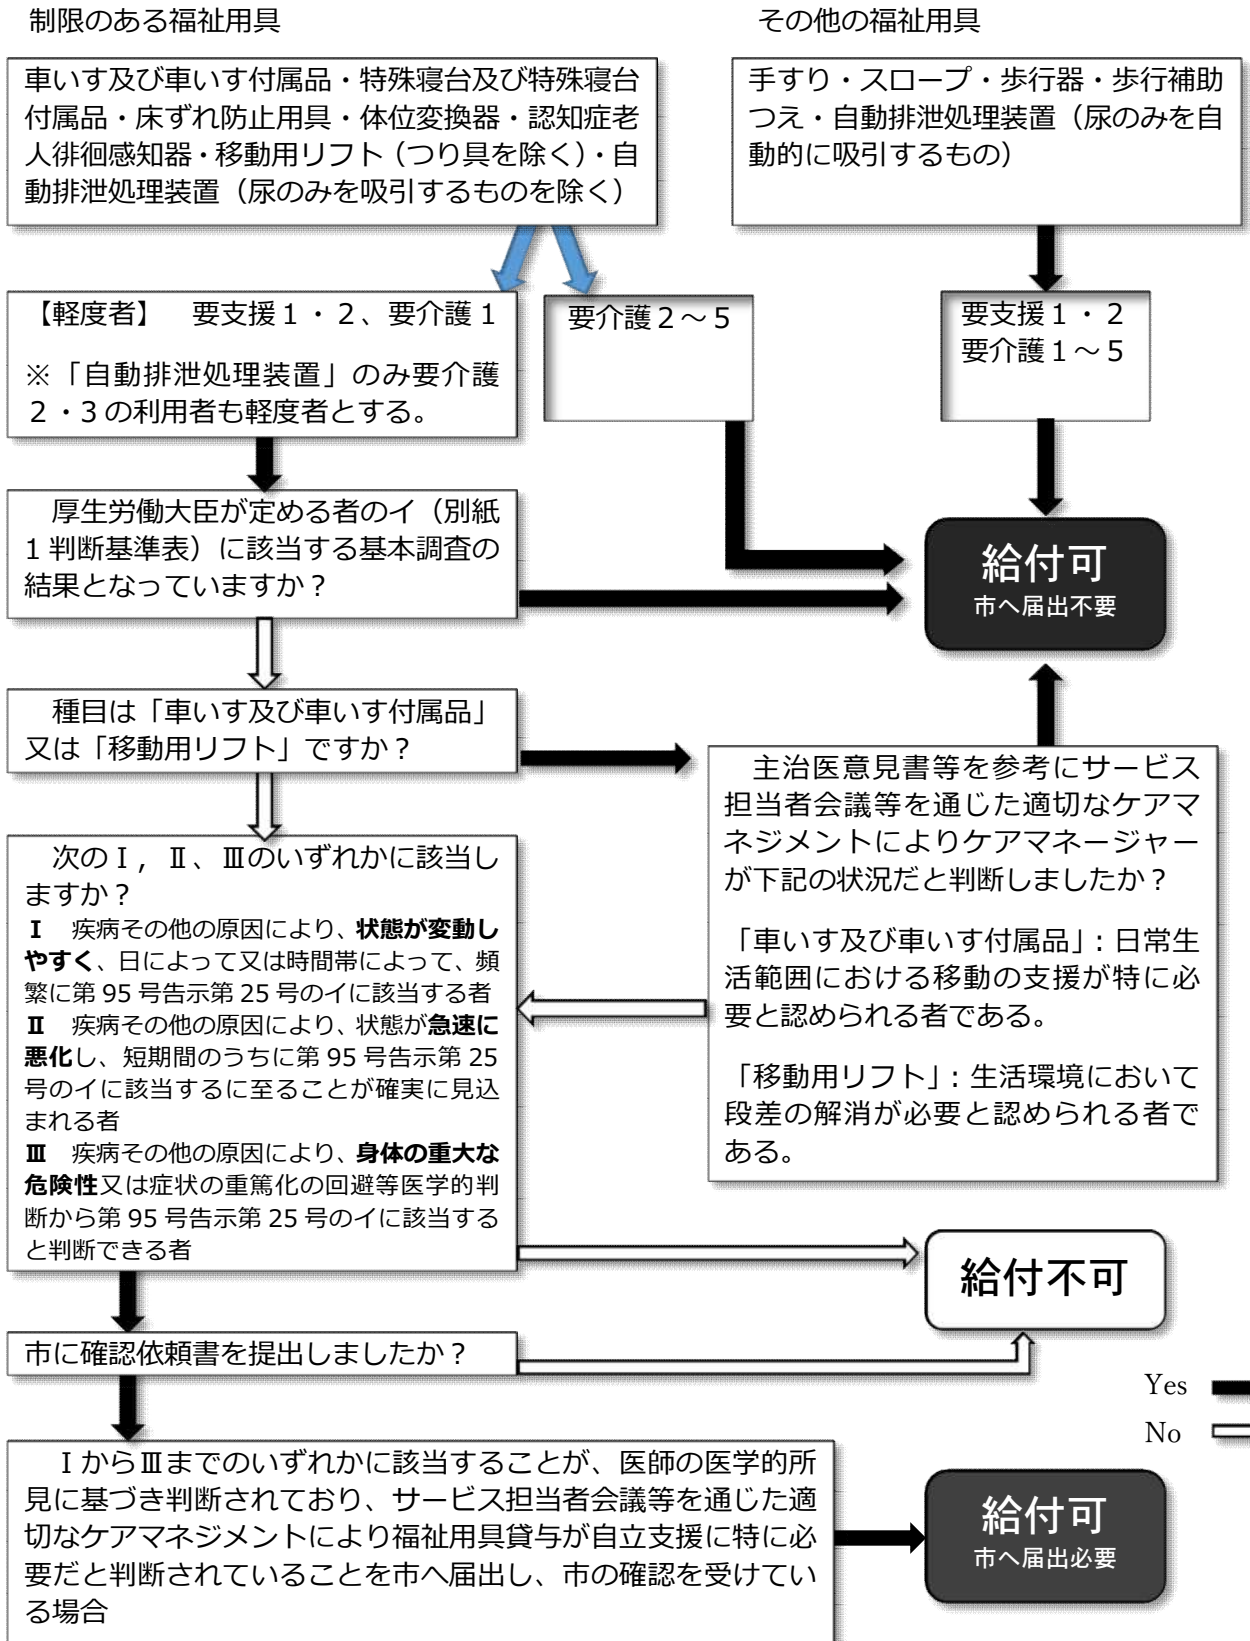 制限のある福祉用具
その他の福祉用具
車いす及び車いす付属品・特殊寝台及び特殊寝台
付属品・床ずれ防止用具・体位変換器・認知症老
人徘徊感知器・移動用リフト（つり具を除く）・自
動排泄処理装置（尿のみを吸引するものを除く）
手すり・スロープ・歩行器・歩行補助
つえ・自動排泄処理装置（尿のみを自
動的に吸引するもの）
【軽度者】　要支援１・２、要介護１
※「自動排泄処理装置」のみ要介護
２・３の利用者も軽度者とする。
要介護２～５
要支援１・２
要介護１～５
厚生労働大臣が定める者のイ（別紙
1 判断基準表）に該当する基本調査の
結果となっていますか？
給付可
市へ届出不要
種目は「車いす及び車いす付属品」
又は「移動用リフト」ですか？
主治医意見書等を参考にサービス
担当者会議等を通じた適切なケアマ
ネジメントによりケアマネージャー
が下記の状況だと判断しましたか？
「車いす及び車いす付属品」：日常生
活範囲における移動の支援が特に必
要と認められる者である。
「移動用リフト」：生活環境において
段差の解消が必要と認められる者で
ある。
次のⅠ，Ⅱ、Ⅲのいずれかに該当し
ますか？
Ⅰ　疾病その他の原因により、状態が変動し
やすく、日によって又は時間帯によって、頻
繁に第 95 号告示第 25 号のイに該当する者
Ⅱ　疾病その他の原因により、状態が急速に
悪化し、短期間のうちに第 95 号告示第 25
号のイに該当するに至ることが確実に見込
まれる者
Ⅲ　疾病その他の原因により、身体の重大な
危険性又は症状の重篤化の回避等医学的判
断から第 95 号告示第 25 号のイに該当する
と判断できる者
給付不可
市に確認依頼書を提出しましたか？
Yes
No
ⅠからⅢまでのいずれかに該当することが、医師の医学的所
見に基づき判断されており、サービス担当者会議等を通じた適
切なケアマネジメントにより福祉用具貸与が自立支援に特に必
要だと判断されていることを市へ届出し、市の確認を受けてい
る場合
給付可
市へ届出必要